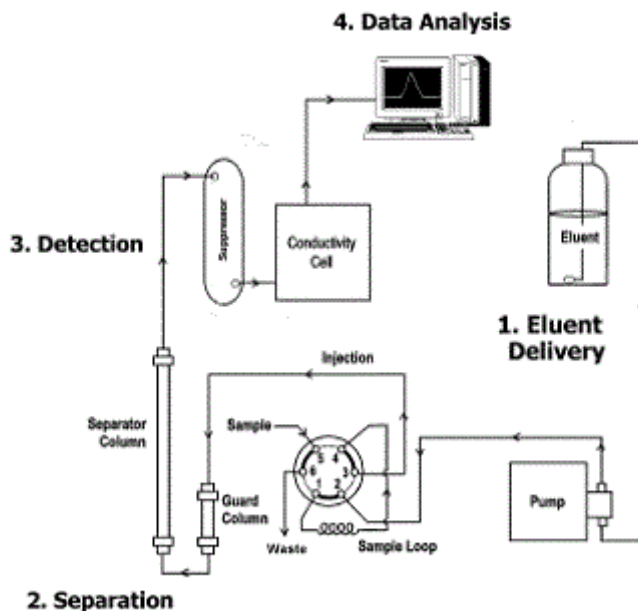 4. Data Analysis
Suppressor
3. Detection
Conductivity
Cell
Eluent
1. Eluent
Delivery
Injection
Separator
Column
Sample
5 4
6 3
1 2
Guard
Column
Waste
Sample Loop
Pump
2. Separation